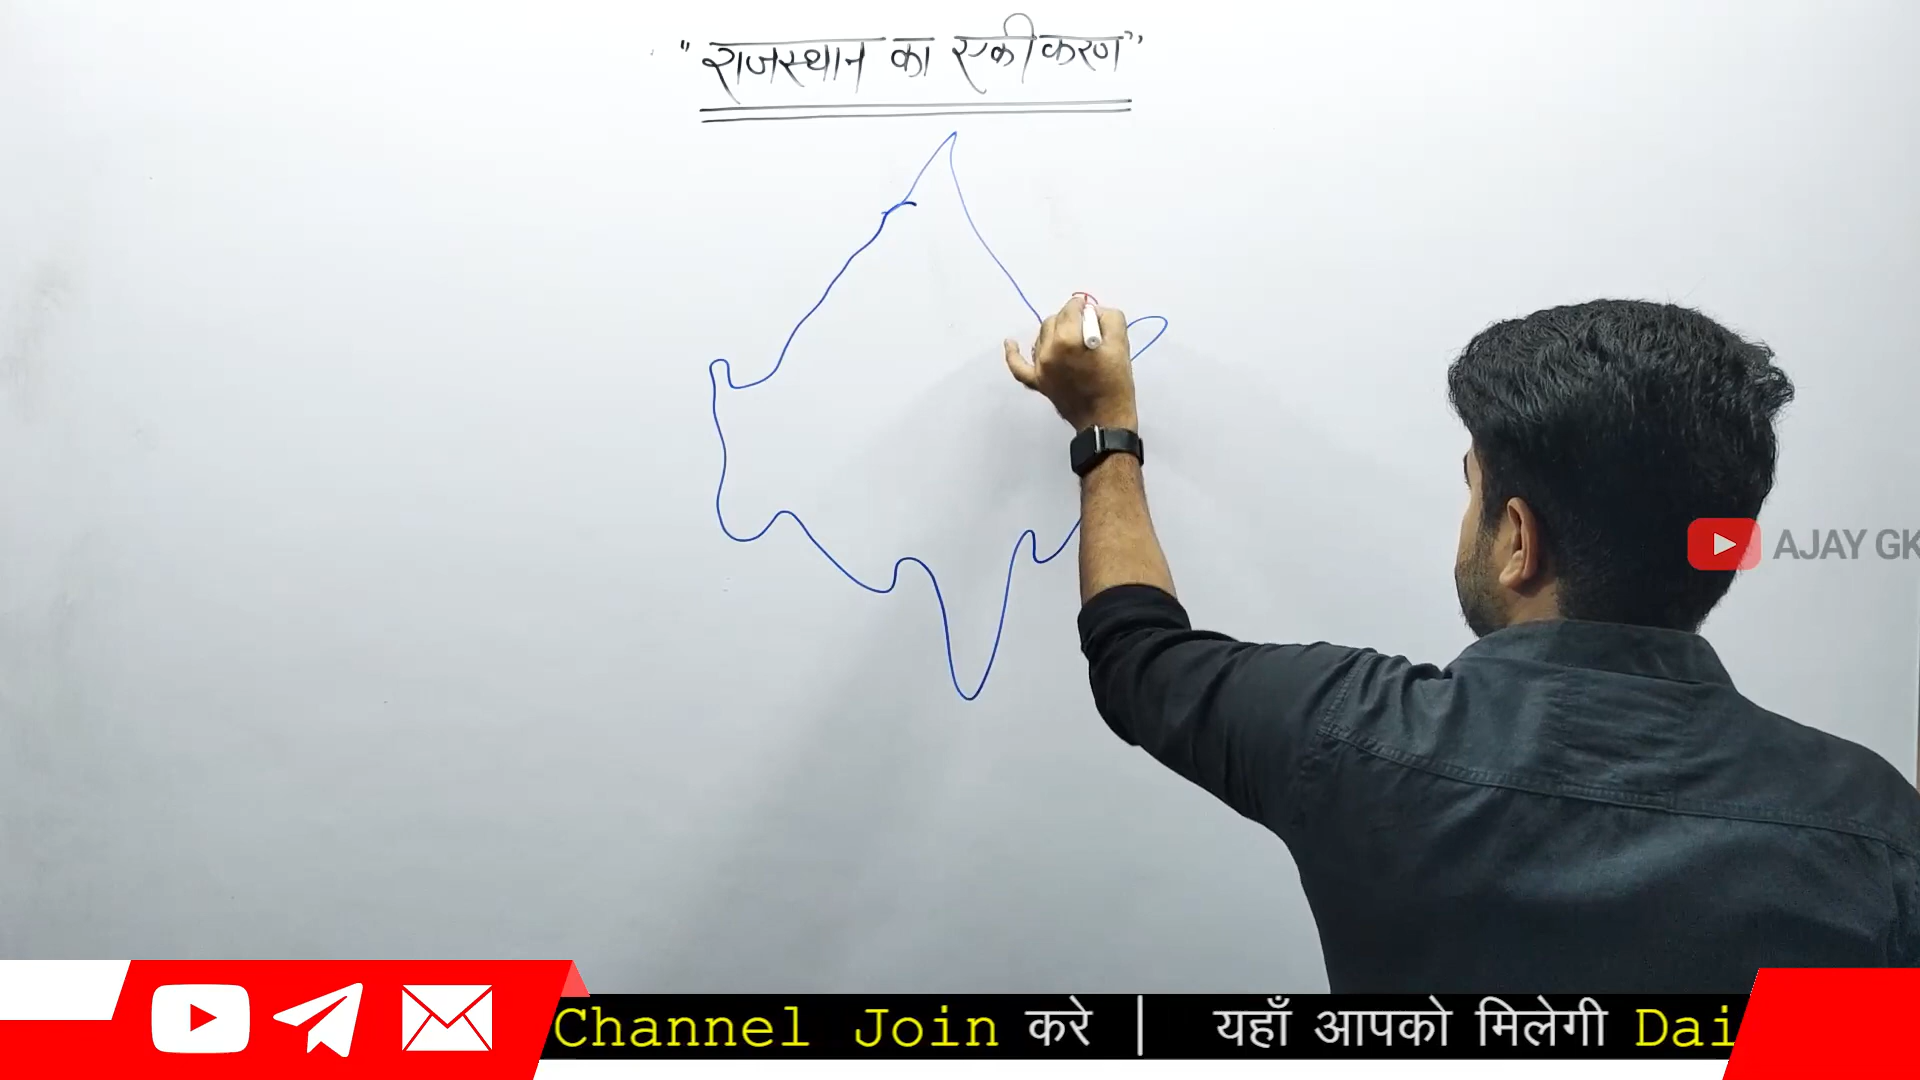 "राजस्थान का एकीकरण"
AJAY GK
Channel Join करे | यहाँ आपको मिलेगी Dai